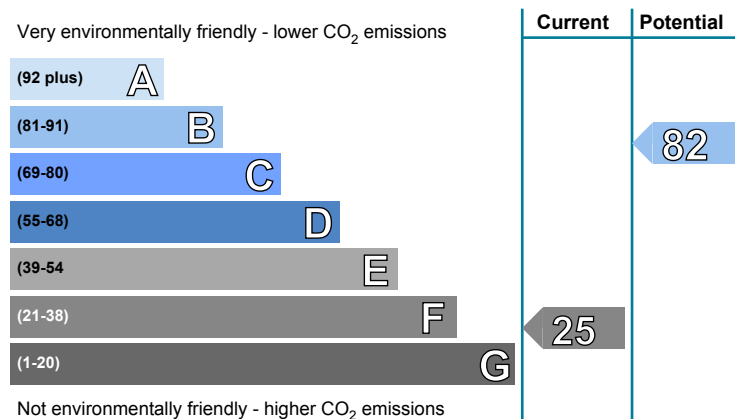 Very environmentally friendly - lower CO2 emissions
Current
Potential
(92 plus) A
(81-91) B
82
(69-80) C
(55-68) D
(39-54 E
(21-38) F
25
(1-20) G
Not environmentally friendly - higher CO2 emissions